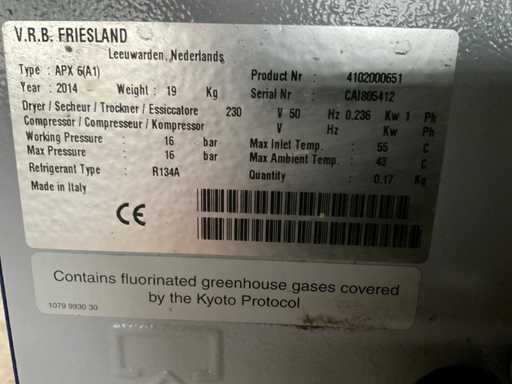 V.R.B. FRIESLAND
Leeuwarden, Nederlands
Type : APX 6(A1) Product Nr : 4102000651
Year : 2014 Weight : 19 Kg Serial Nr : CAI805412
Dryer / Secheur / Trockner / Essiccatore 230 V 50 Hz 0.236 Kw 1 Ph
Compressor / Compresseur / Kompressor V Hz Kw Ph
Working Pressure : 16 bar Max Inlet Temp. : 55 C
Max Pressure : 16 bar Max Ambient Temp. : 43 C
Refrigerant Type : R134A Quantity : 0.17 Kg
Made in Italy
CE
Contains fluorinated greenhouse gases covered
by the Kyoto Protocol
1079 9930 30